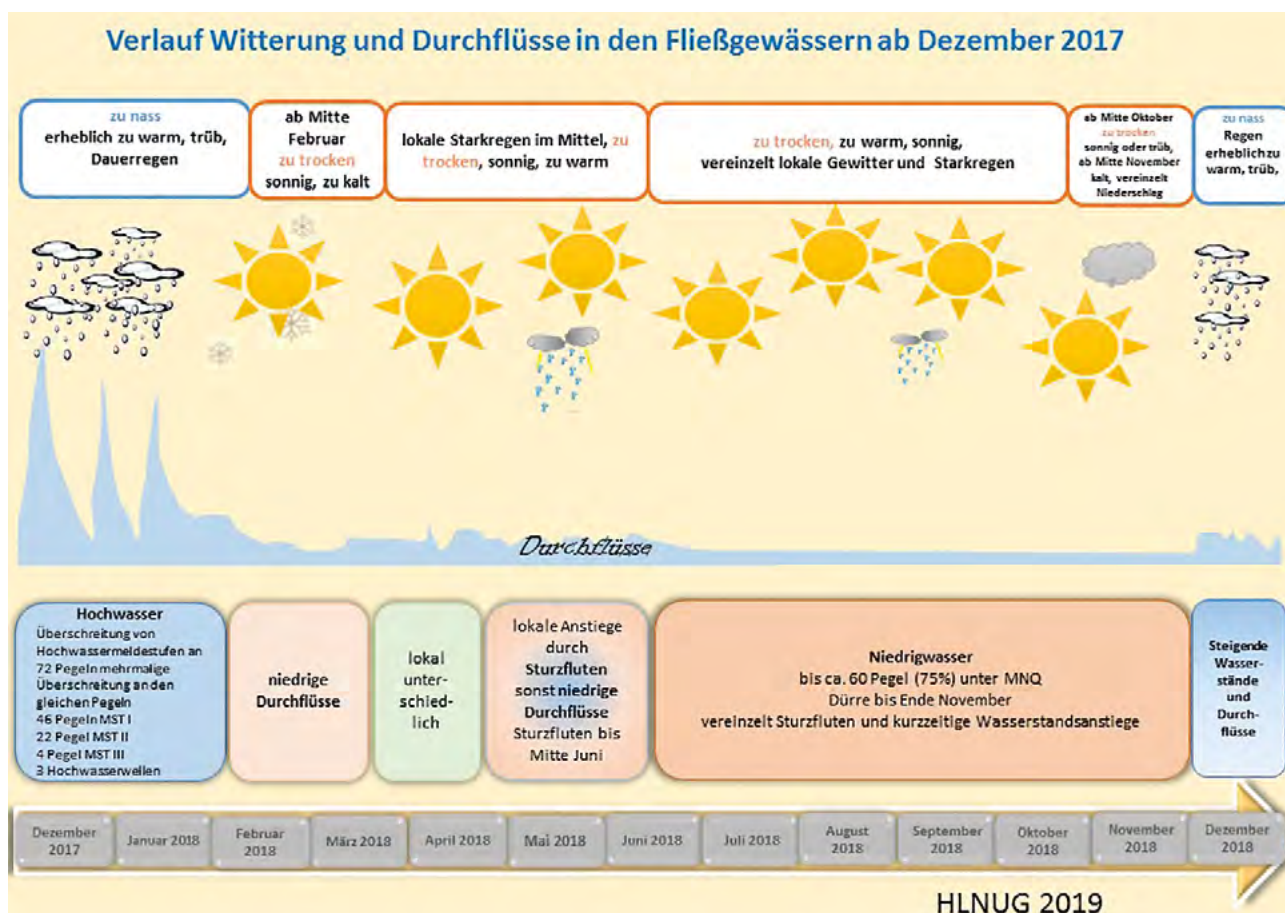 Verlauf Witterung und Durchflüsse in den Fließgewässern ab Dezember 2017
zu nass
erheblich zu warm, trüb,
Dauerregen
ab Mitte
Februar
zu trocken
sonnig, zu kalt
lokale Starkregen im Mittel, zu
trocken, sonnig, zu warm
zu trocken, zu warm, sonnig,
vereinzelt lokale Gewitter und Starkregen
ab Mitte Oktober
zu trocken
sonnig oder trüb,
ab Mitte November
kalt, vereinzelt
Niederschlag
zu nass
Regen
erheblichzu
warm, trüb,
Durchflüsse
Hochwasser
Überschreitung von
Hochwassermeldestufen an
72 Pegeln mehrmalige
Überschreitung an den
gleichen Pegeln
46 Pegeln MST I
22 Pegel MST II
4 Pegel MST III
3 Hochwasserwellen
niedrige
Durchflüsse
lokal
unter-
schied-
lich
lokale Anstiege
durch
Sturzfluten
sonst niedrige
Durchflüsse
Sturzfluten bis
Mitte Juni
Niedrigwasser
bis ca. 60 Pegel (75%) unter MNQ
Dürre bis Ende November
vereinzelt Sturzfluten und kurzzeitige Wasserstandsanstiege
Steigende
Wasser-
stände
und
Durch-
flüsse
Dezember
2017
Januar 2018
Februar
2018
März 2018
April 2018
Mai 2018
Juni 2018
Juli 2018
August
2018
September
2018
Oktober
2018
November
2018
Dezember
2018
HLNUG 2019